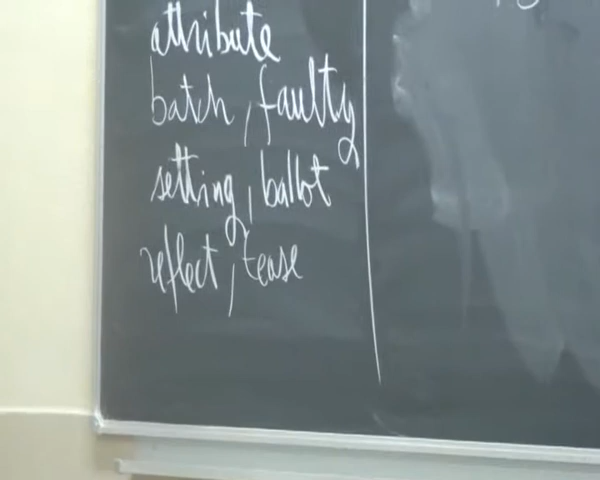 attribute
batch, faulty
setting, ballot
reflect, tease